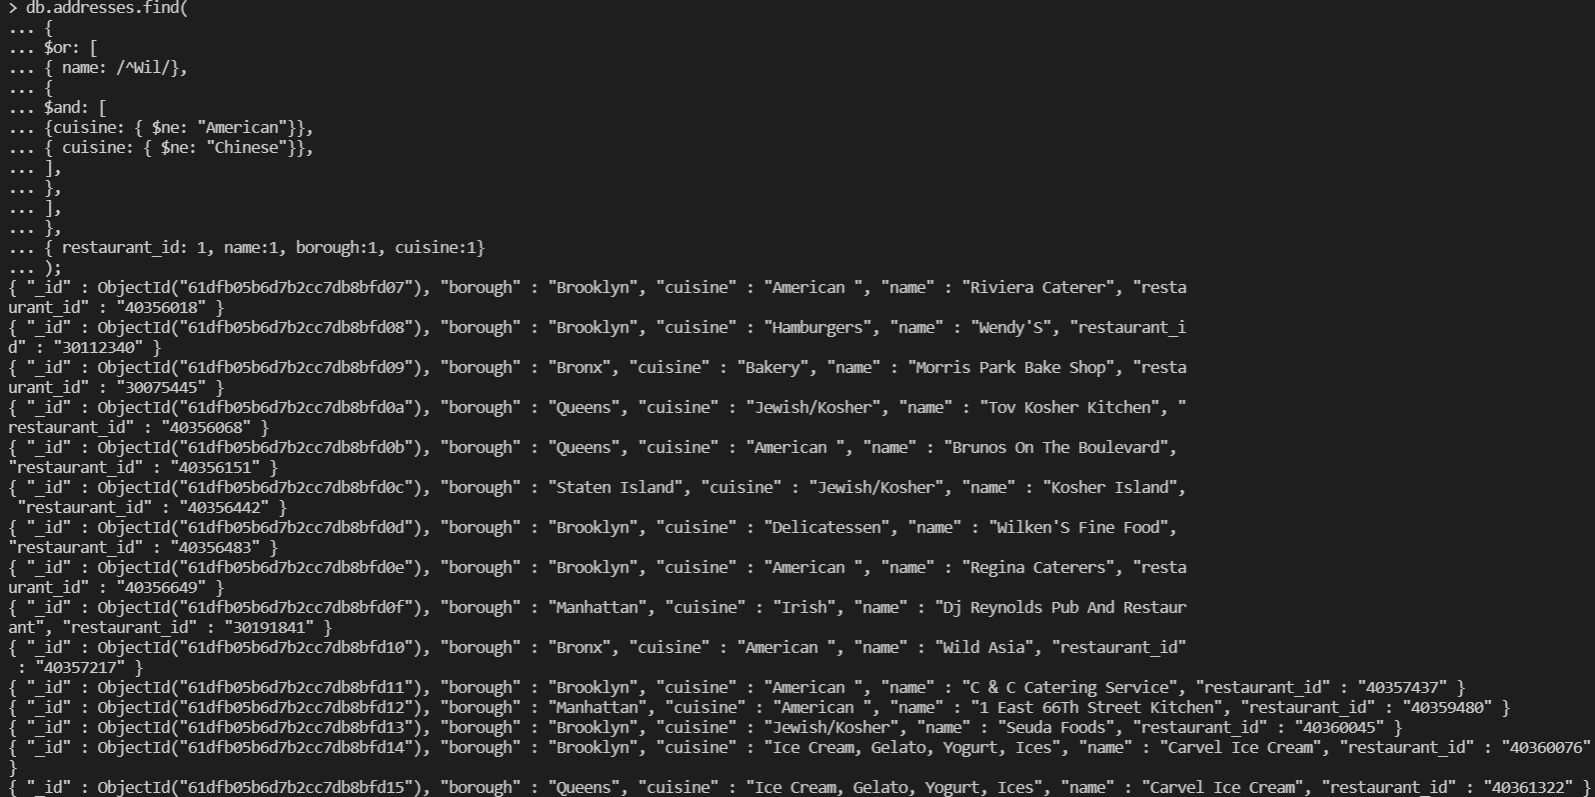 > db.addresses.find(
... {
... $or: [
... { name: /^Wil/},
... {
... $and: [
... {cuisine: { $ne: "American"}},
... { cuisine: { $ne: "Chinese"}},
... ],
... },
... ],
... },
... { restaurant_id: 1, name:1, borough:1, cuisine:1}
... );
{ "_id" : ObjectId("61dfb05b6d7b2cc7db8bfd07"), "borough" : "Brooklyn", "cuisine" : "American ", "name" : "Riviera Caterer", "resta
urant_id" : "40356018" }
{ "_id" : ObjectId("61dfb05b6d7b2cc7db8bfd08"), "borough" : "Brooklyn", "cuisine" : "Hamburgers", "name" : "Wendy'S", "restaurant_i
d" : "30112340" }
{ "_id" : ObjectId("61dfb05b6d7b2cc7db8bfd09"), "borough" : "Bronx", "cuisine" : "Bakery", "name" : "Morris Park Bake Shop", "resta
urant_id" : "30075445" }
{ "_id" : ObjectId("61dfb05b6d7b2cc7db8bfd0a"), "borough" : "Queens", "cuisine" : "Jewish/Kosher", "name" : "Tov Kosher Kitchen", "
restaurant_id" : "40356068" }
{ "_id" : ObjectId("61dfb05b6d7b2cc7db8bfd0b"), "borough" : "Queens", "cuisine" : "American ", "name" : "Brunos On The Boulevard",
"restaurant_id" : "40356151" }
{ "_id" : ObjectId("61dfb05b6d7b2cc7db8bfd0c"), "borough" : "Staten Island", "cuisine" : "Jewish/Kosher", "name" : "Kosher Island",
 "restaurant_id" : "40356442" }
{ "_id" : ObjectId("61dfb05b6d7b2cc7db8bfd0d"), "borough" : "Brooklyn", "cuisine" : "Delicatessen", "name" : "Wilken'S Fine Food",
"restaurant_id" : "40356483" }
{ "_id" : ObjectId("61dfb05b6d7b2cc7db8bfd0e"), "borough" : "Brooklyn", "cuisine" : "American ", "name" : "Regina Caterers", "resta
urant_id" : "40356649" }
{ "_id" : ObjectId("61dfb05b6d7b2cc7db8bfd0f"), "borough" : "Manhattan", "cuisine" : "Irish", "name" : "Dj Reynolds Pub And Restaur
ant", "restaurant_id" : "30191841" }
{ "_id" : ObjectId("61dfb05b6d7b2cc7db8bfd10"), "borough" : "Bronx", "cuisine" : "American ", "name" : "Wild Asia", "restaurant_id"
 : "40357217" }
{ "_id" : ObjectId("61dfb05b6d7b2cc7db8bfd11"), "borough" : "Brooklyn", "cuisine" : "American ", "name" : "C & C Catering Service", "restaurant_id" : "40357437" }
{ "_id" : ObjectId("61dfb05b6d7b2cc7db8bfd12"), "borough" : "Manhattan", "cuisine" : "American ", "name" : "1 East 66Th Street Kitchen", "restaurant_id" : "40359480" }
{ "_id" : ObjectId("61dfb05b6d7b2cc7db8bfd13"), "borough" : "Brooklyn", "cuisine" : "Jewish/Kosher", "name" : "Seuda Foods", "restaurant_id" : "40360045" }
{ "_id" : ObjectId("61dfb05b6d7b2cc7db8bfd14"), "borough" : "Brooklyn", "cuisine" : "Ice Cream, Gelato, Yogurt, Ices", "name" : "Carvel Ice Cream", "restaurant_id" : "40360076"
}
{ "_id" : ObjectId("61dfb05b6d7b2cc7db8bfd15"), "borough" : "Queens", "cuisine" : "Ice Cream, Gelato, Yogurt, Ices", "name" : "Carvel Ice Cream", "restaurant_id" : "40361322" }